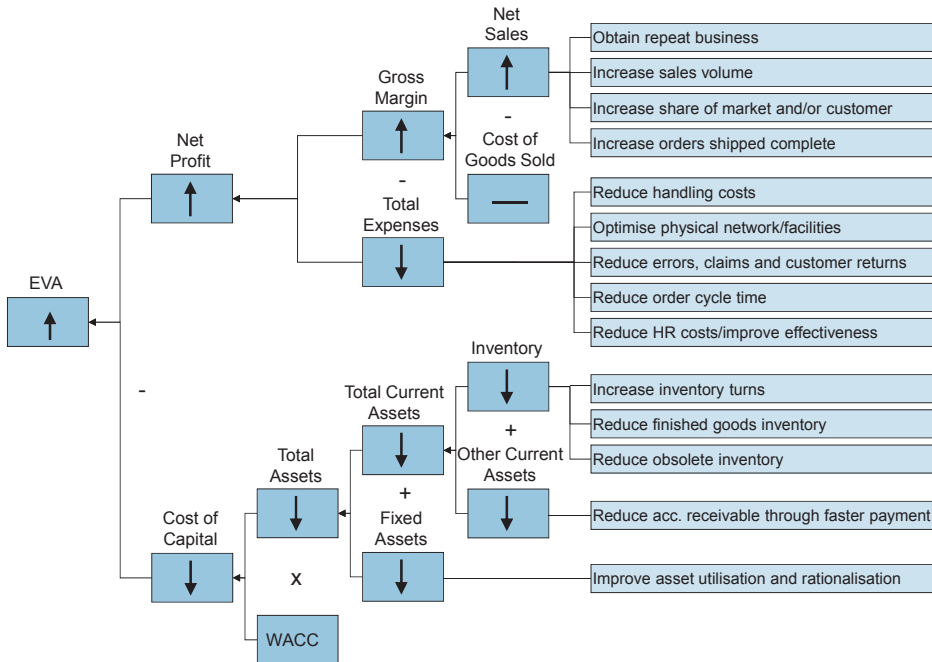 Net
Sales
Obtain repeat business
Increase sales volume
Increase share of market and/or customer
Increase orders shipped complete
Gross
Margin
-
Cost of
Goods Sold
Net
Profit
-
Total
Expenses
Reduce handling costs
Optimise physical network/facilities
Reduce errors, claims and customer returns
Reduce order cycle time
Reduce HR costs/improve effectiveness
EVA
-
Inventory
Increase inventory turns
Reduce finished goods inventory
Reduce obsolete inventory
Total Current
Assets
+
Other Current
Assets
Reduce acc. receivable through faster payment
Total
Assets
+
Fixed
Assets
Improve asset utilisation and rationalisation
Cost of
Capital
x
WACC